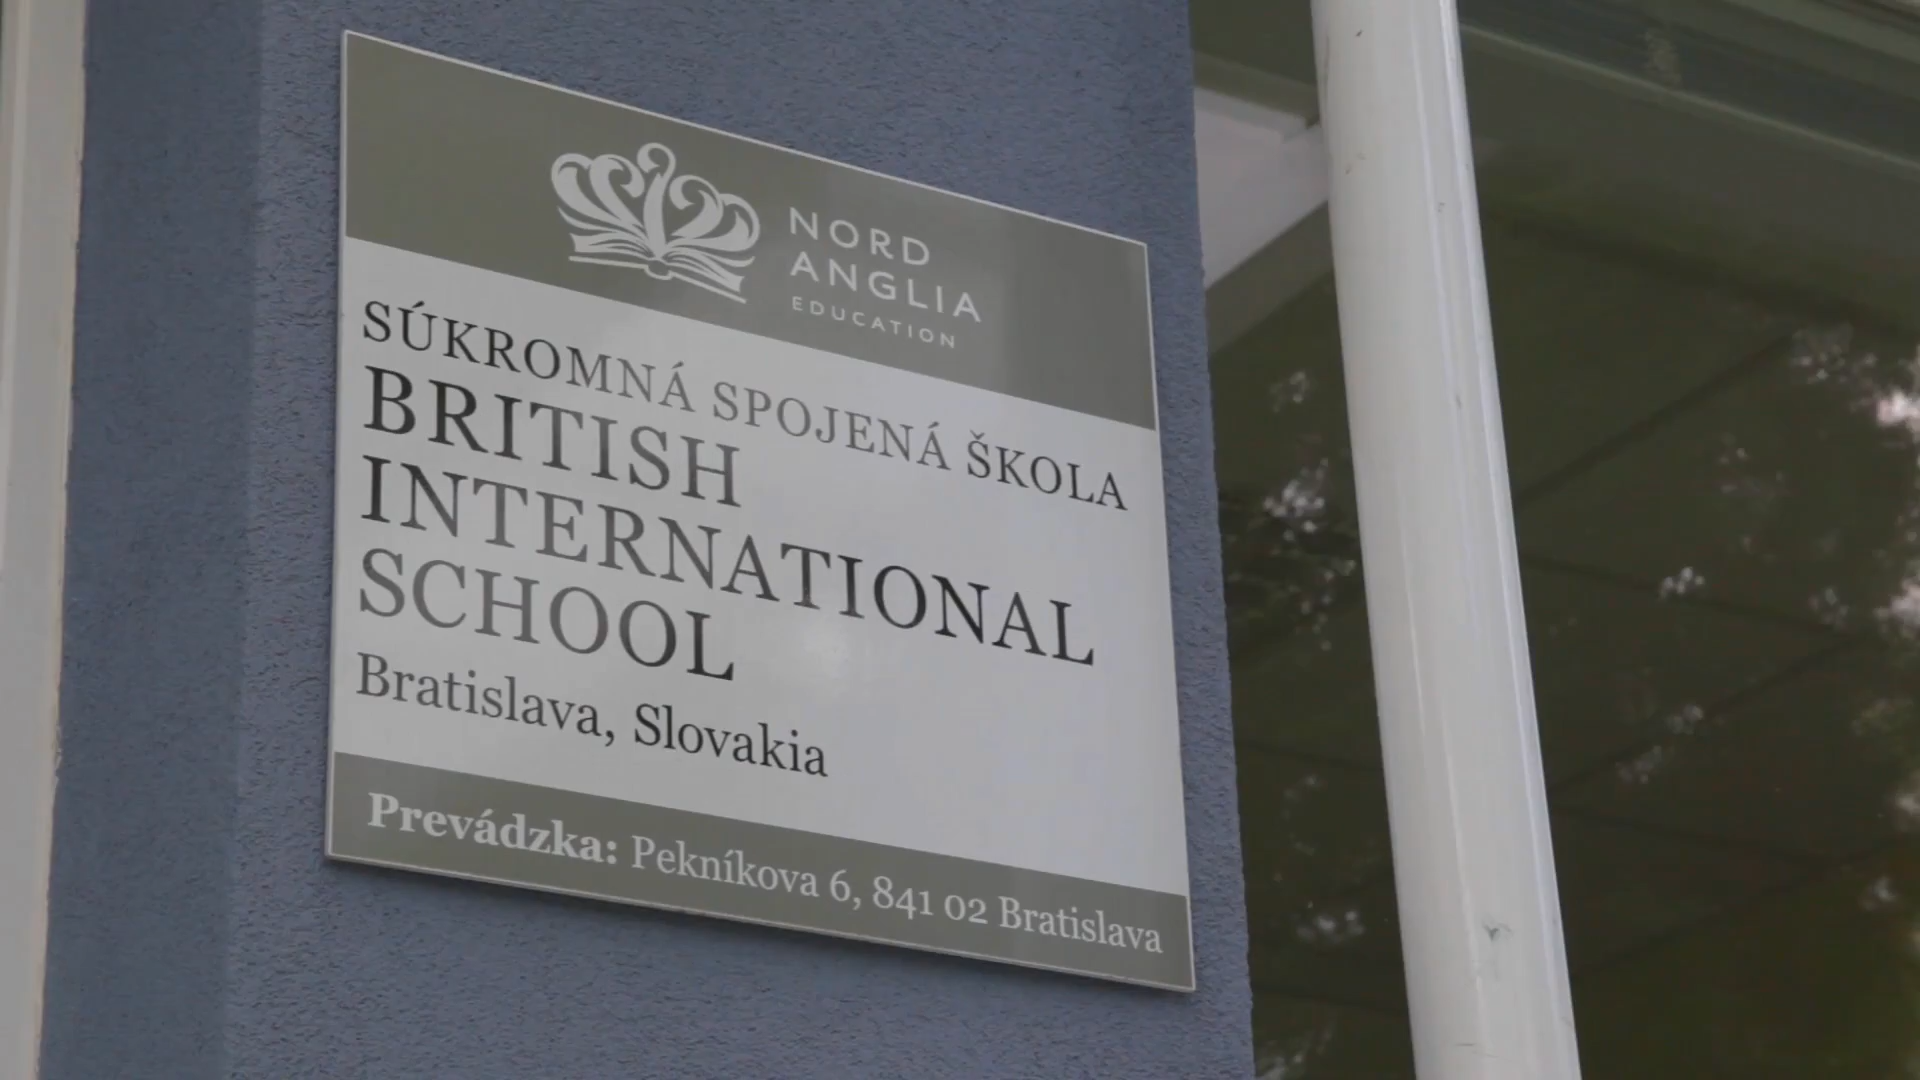 NORD
ANGLIA
EDUCATION
SÚKROMNÁ SPOJENÁ ŠKOLA
BRITISH
INTERNATIONAL
SCHOOL
Bratislava, Slovakia
Prevádzka: Pekníkova 6, 841 02 Bratislava